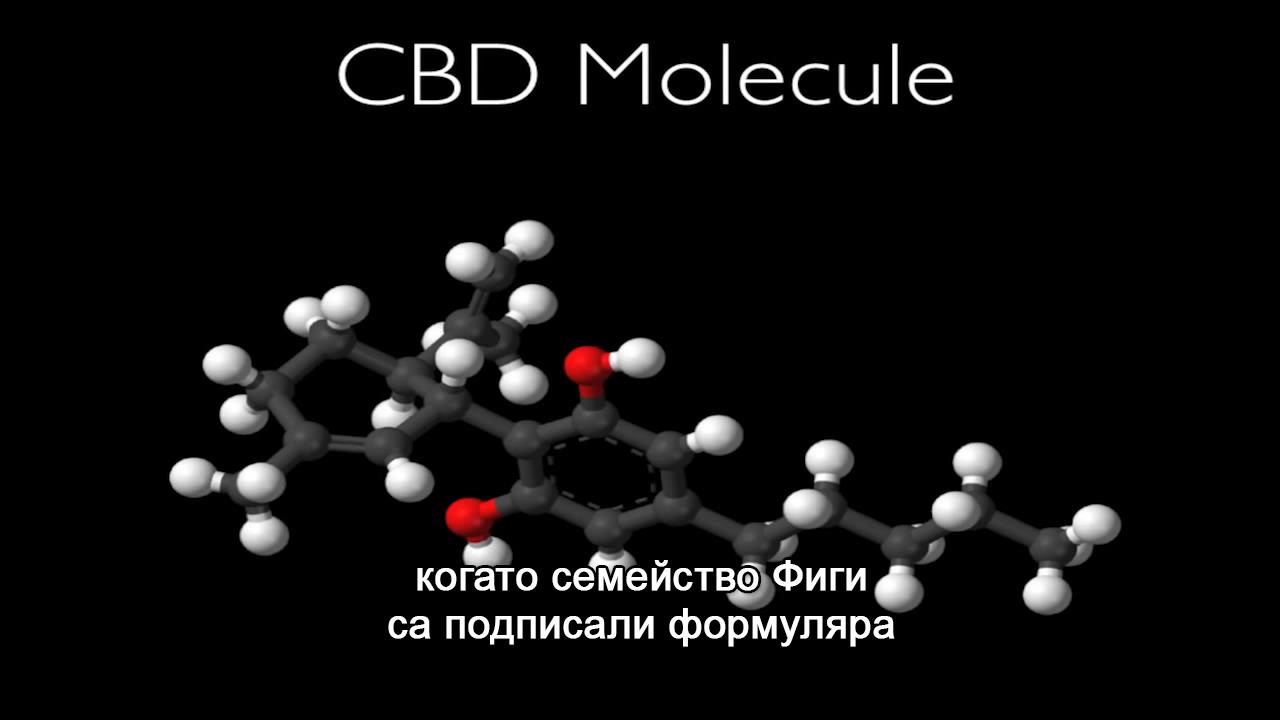 CBD Molecule
когато семейство Фиги
са подписали формуляра